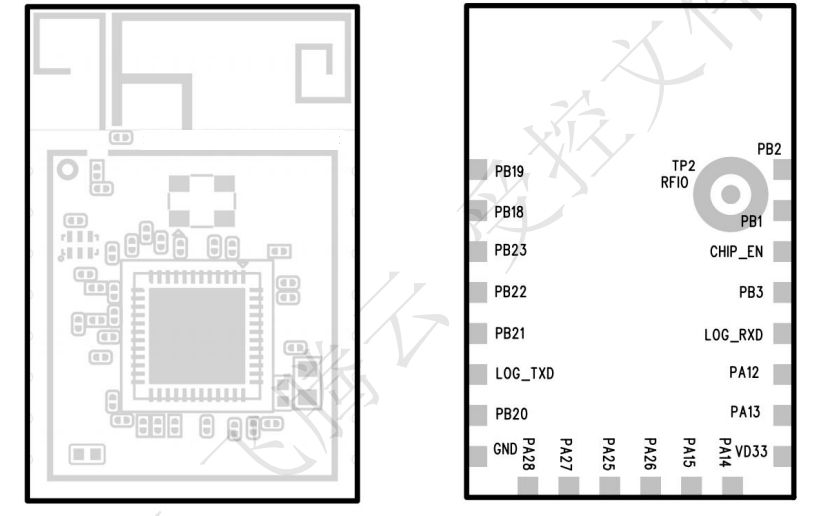 PB2
TP2
RFIO
PB19
PB18
PB1
PB23
CHIP_EN
PB22
PB3
PB21
LOG_RXD
LOG_TXD
PA12
PB20
PA13
GND
PA28
PA27
PA25
PA26
PA15
PA14
VD33
飞腾云 受控文件